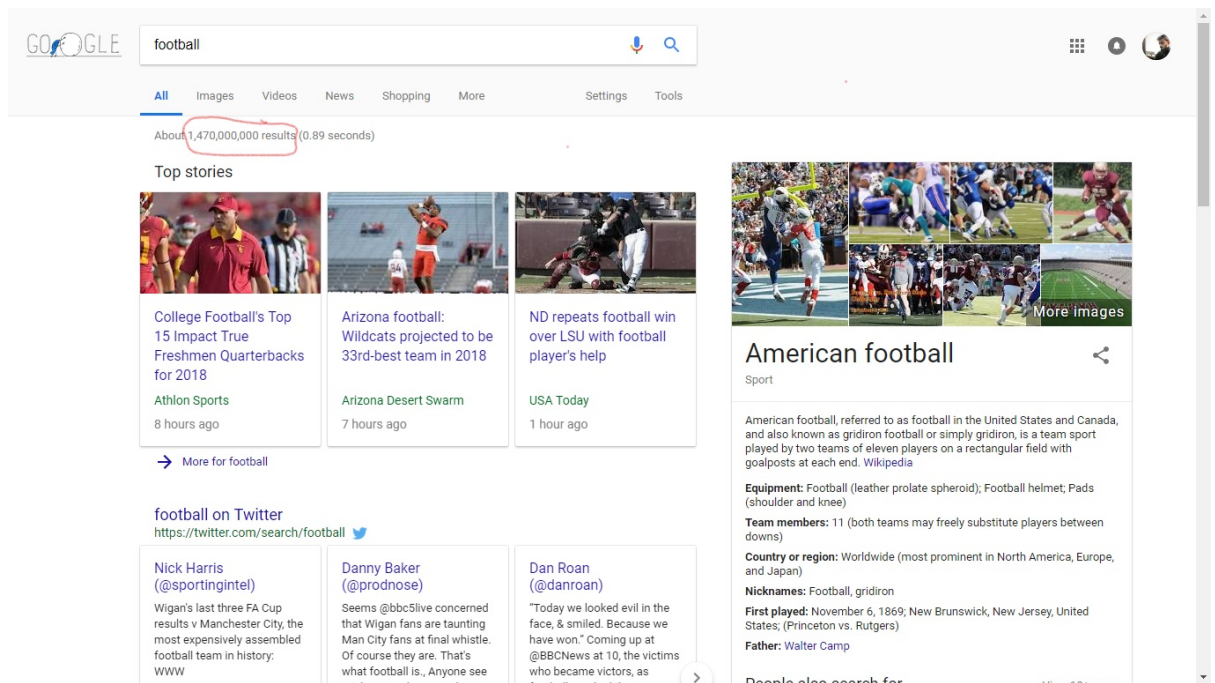 GOOGLE
football
All Images Videos News Shopping More Settings Tools
About 1,470,000,000 results (0.89 seconds)
Top stories
College Football's Top
15 Impact True
Freshmen Quarterbacks
for 2018
Athlon Sports
8 hours ago
Arizona football:
Wildcats projected to be
33rd-best team in 2018
Arizona Desert Swarm
7 hours ago
ND repeats football win
over LSU with football
player's help
USA Today
1 hour ago
More for football
football on Twitter
https://twitter.com/search/football
Nick Harris
(@sportingintel)
Wigan's last three FA Cup
results v Manchester City, the
most expensively assembled
football team in history:
WWW
Danny Baker
(@prodnose)
Seems @bbc5live concerned
that Wigan fans are taunting
Man City fans at final whistle.
Of course they are. That's
what football is., Anyone see
Dan Roan
(@danroan)
"Today we looked evil in the
face, & smiled. Because we
have won." Coming up at
@BBCNews at 10, the victims
who became victors, as
More images
American football
Sport
American football, referred to as football in the United States and Canada,
and also known as gridiron football or simply gridiron, is a team sport
played by two teams of eleven players on a rectangular field with
goalposts at each end. Wikipedia
Equipment: Football (leather prolate spheroid); Football helmet; Pads
(shoulder and knee)
Team members: 11 (both teams may freely substitute players between
downs)
Country or region: Worldwide (most prominent in North America, Europe,
and Japan)
Nicknames: Football, gridiron
First played: November 6, 1869; New Brunswick, New Jersey, United
States; (Princeton vs. Rutgers)
Father: Walter Camp
People also search for